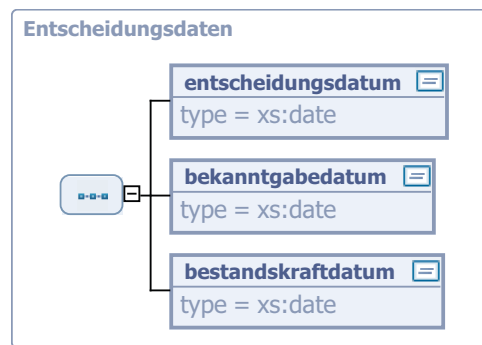 Entscheidungsdaten
entscheidungsdatum
type = xs:date
bekanntgabedatum
type = xs:date
bestandskraftdatum
type = xs:date